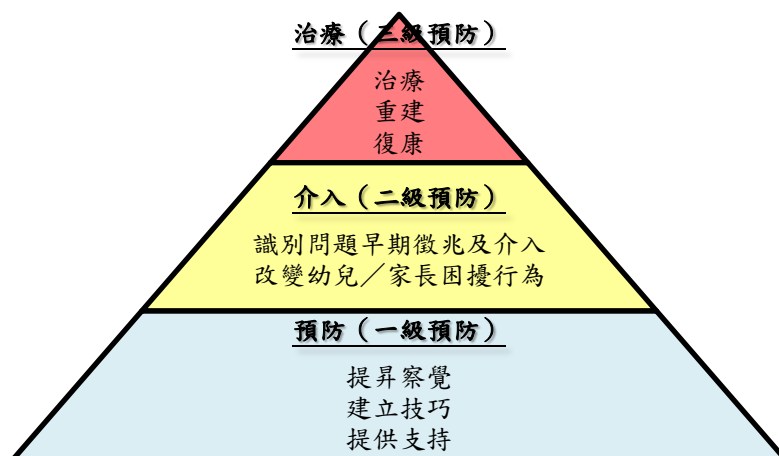 治療（三級預防）
治療
重建
復康
介入（二級預防）
識別問題早期徵兆及介入
改變幼兒／家長困擾行為
預防（一級預防）
提昇察覺
建立技巧
提供支持